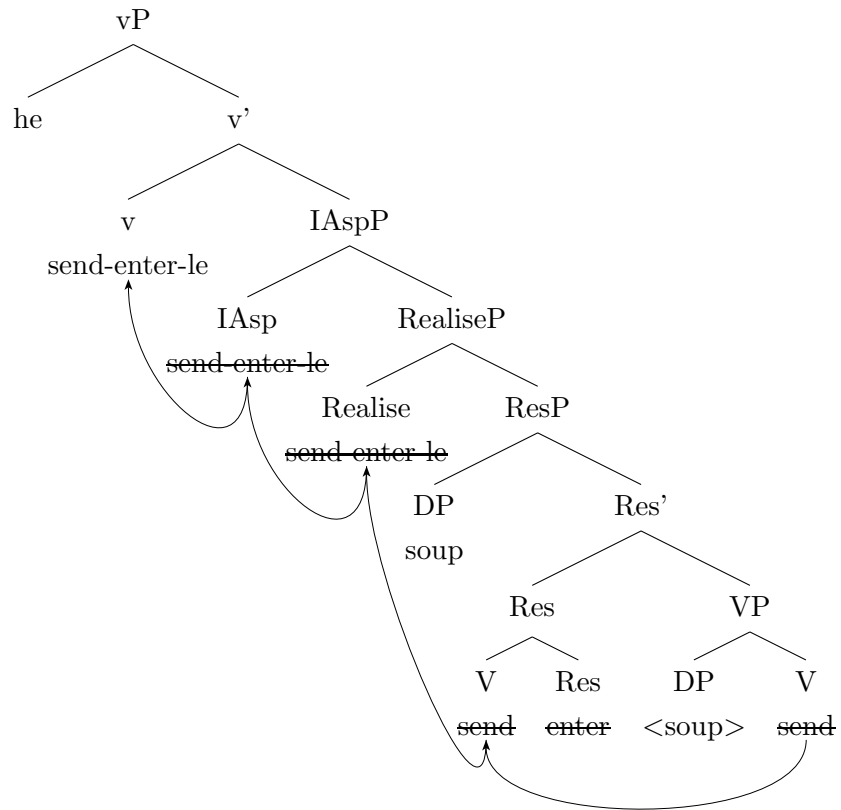 vP
he v'
v IAspP
send-enter-le
IAsp RealiseP
send-enter-le
Realise ResP
send-enter-le
DP Res'
soup
Res VP
V Res DP V
send enter <soup> send